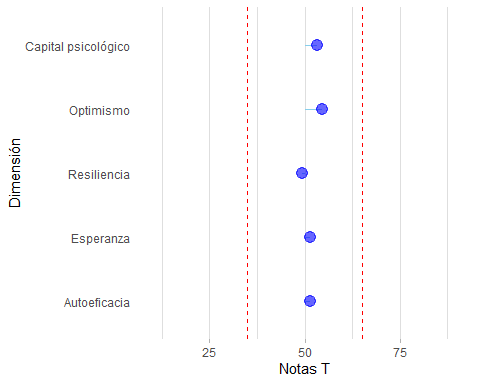 Capital psicológico
Optimismo
Resiliencia
Esperanza
Autoeficacia
Dimensión
25
50
75
Notas T